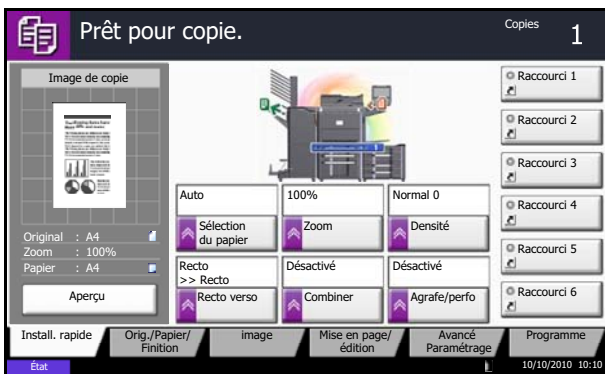 Prêt pour copie.
Copies
1
Image de copie
Original : A4
Zoom : 100%
Papier : A4
Aperçu
Auto
Sélection
du papier
100%
Zoom
Normal 0
Densité
Recto
>> Recto
Recto verso
Désactivé
Combiner
Désactivé
Agrafe/perfo
Raccourci 1
Raccourci 2
Raccourci 3
Raccourci 4
Raccourci 5
Raccourci 6
Install. rapide
Orig./Papier/
Finition
image
Mise en page/
édition
Avancé
Paramétrage
Programme
État
10/10/2010 10:10